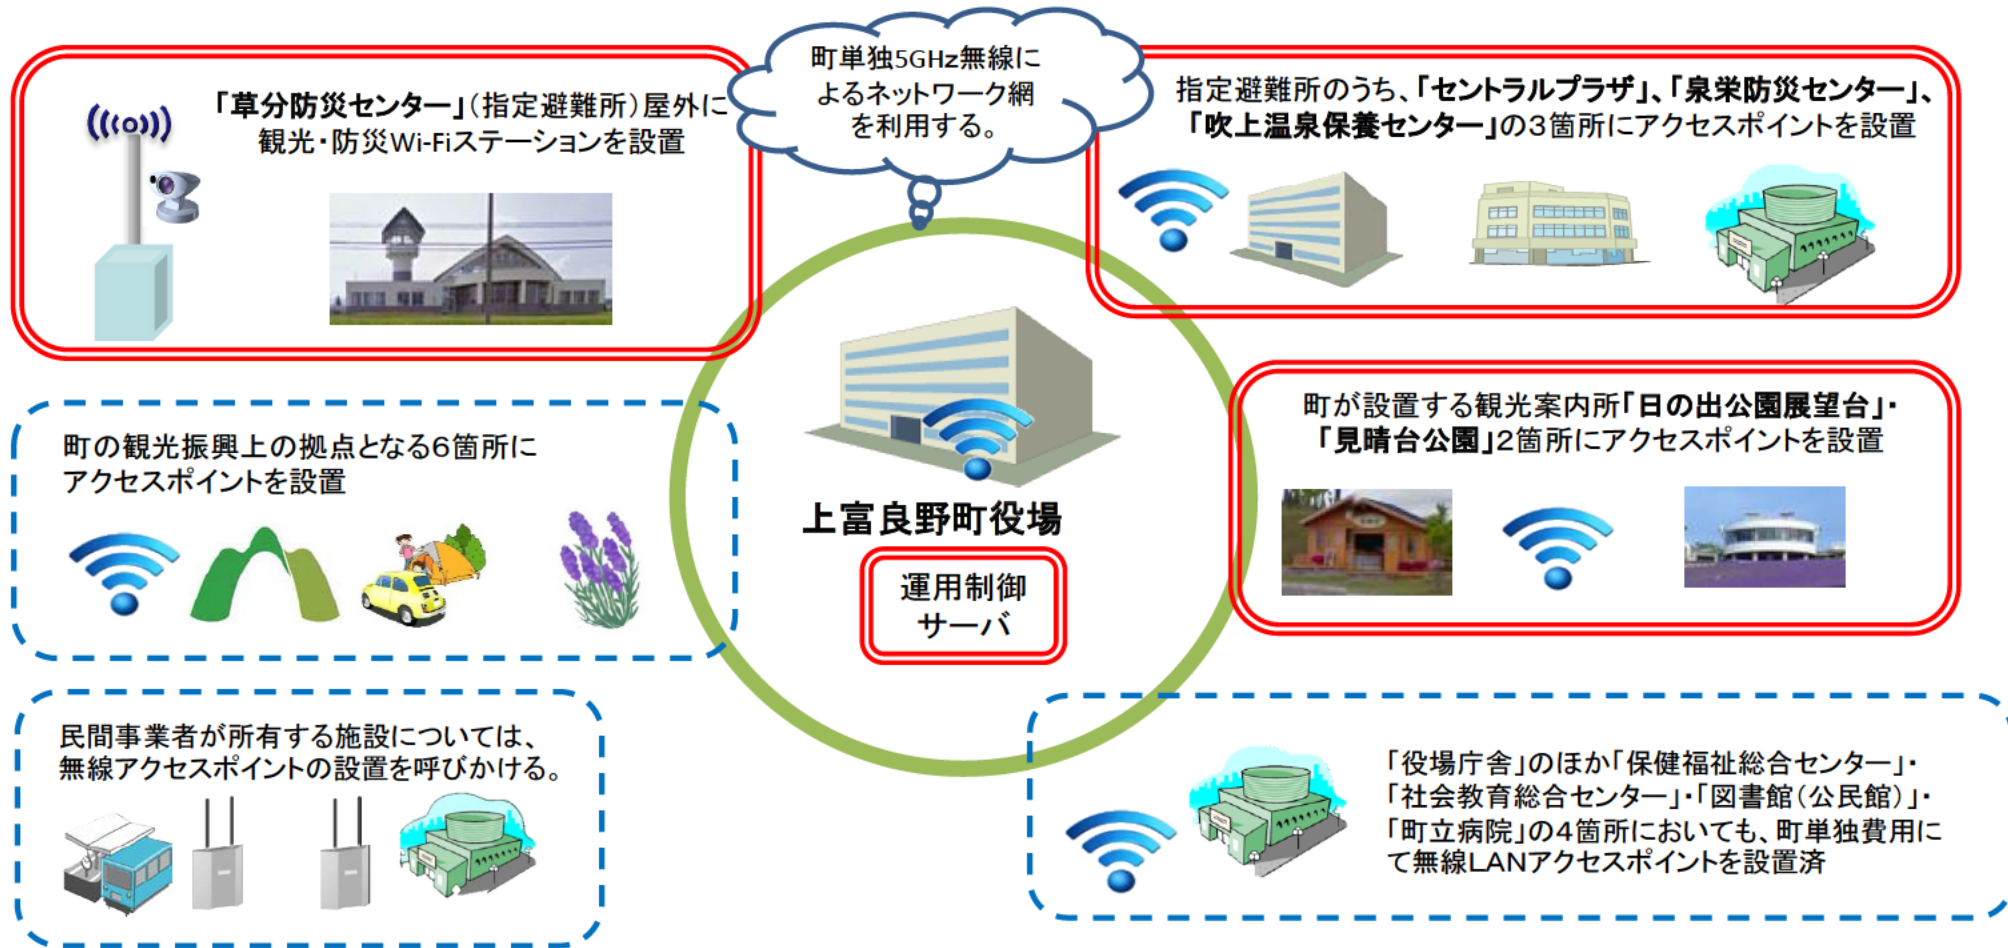 町単独5GHz無線に
よるネットワーク網
を利用する。
「草分防災センター」(指定避難所)屋外に
観光・防災Wi-Fiステーションを設置
指定避難所のうち、「セントラルプラザ」、「泉栄防災センター」、
「吹上温泉保養センター」の3箇所にアクセスポイントを設置
町の観光振興上の拠点となる6箇所に
アクセスポイントを設置
上富良野町役場
運用制御
サーバ
町が設置する観光案内所「日の出公園展望台」・
「見晴台公園」2箇所にアクセスポイントを設置
民間事業者が所有する施設については、
無線アクセスポイントの設置を呼びかける。
「役場庁舎」のほか「保健福祉総合センター」・
「社会教育総合センター」・「図書館(公民館)」・
「町立病院」の4箇所においても、町単独費用に
て無線LANアクセスポイントを設置済